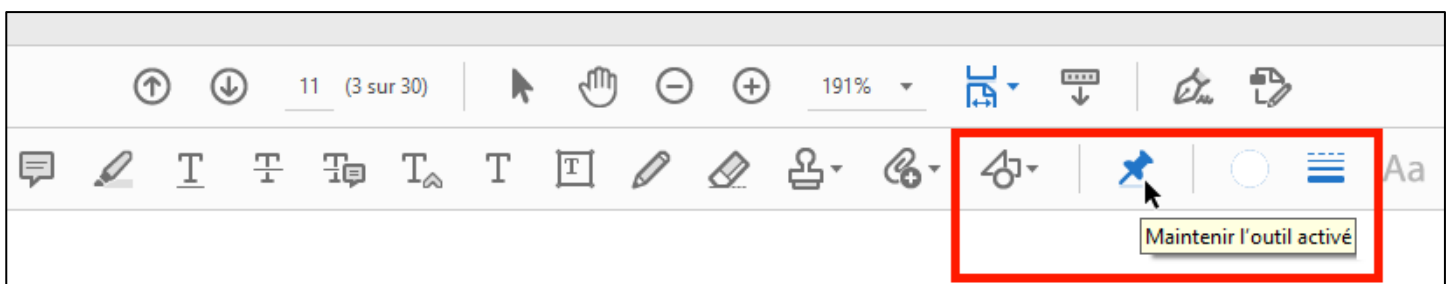 11 (3 sur 30) 191%
Aa
Maintenir l'outil activé